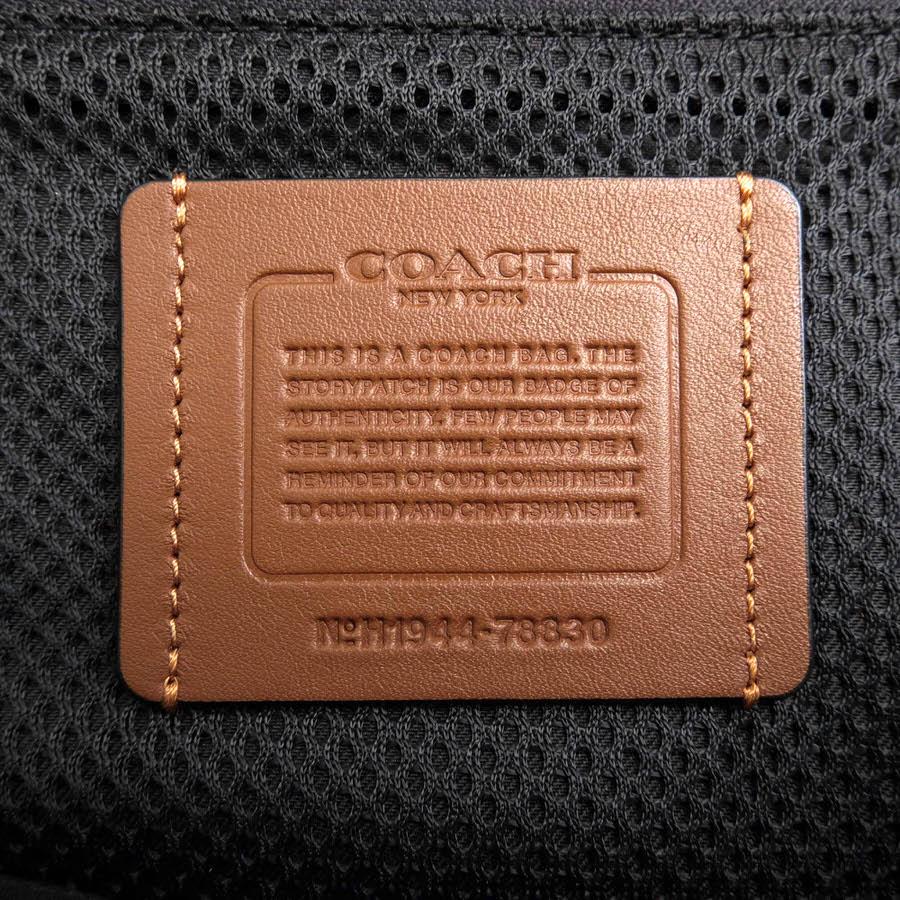 COACH
NEW YORK
THIS IS A COACH BAG. THE
STORYPATCH IS OUR BADGE OF
AUTHENTICITY. FEW PEOPLE MAY
SEE IT, BUT IT WILL ALWAYS BE A
REMINDER OF OUR COMMITMENT
TO QUALITY AND CRAFTSMANSHIP.
NºH1944-78830